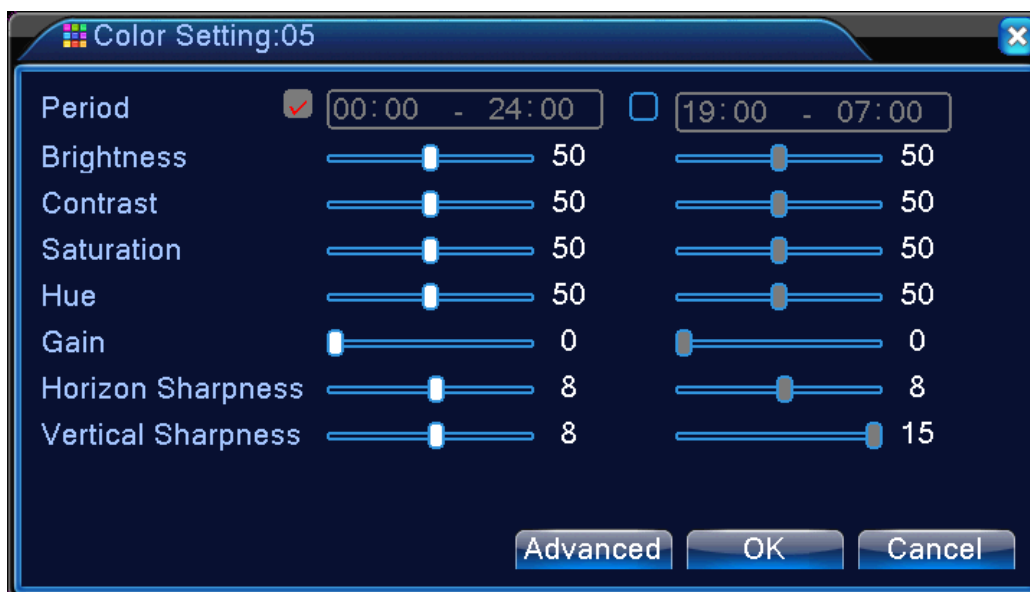 Color Setting:05
Period 00:00 - 24:00 19:00 - 07:00
Brightness 50 50
Contrast 50 50
Saturation 50 50
Hue 50 50
Gain 0 0
Horizon Sharpness 8 8
Vertical Sharpness 8 15
Advanced OK Cancel